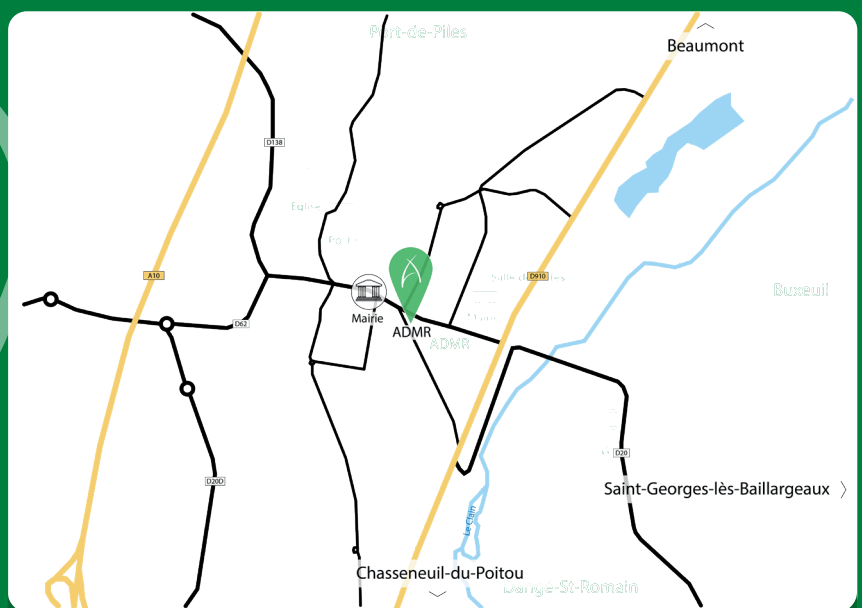 Port-de-Piles
Beaumont
D138
Eglise
A10
D910
Buxeuil
Mairie
D62
ADMR
ADMR
D20
D20D
Saint-Georges-lès-Baillargeaux
Le Clain
Chasseneuil-du-Poitou
Dangé-St-Romain